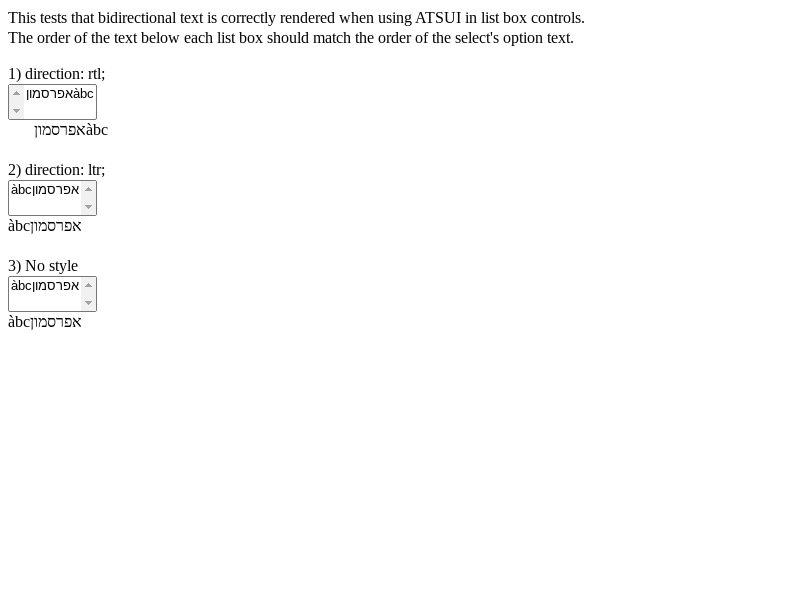 This tests that bidirectional text is correctly rendered when using ATSUI in list box controls.
The order of the text below each list box should match the order of the select's option text.
1) direction: rtl;
àbcאפרסמון
àbcאפרסמון
2) direction: ltr;
àbcאפרסמון
àbcאפרסמון
3) No style
àbcאפרסמון
àbcאפרסמון